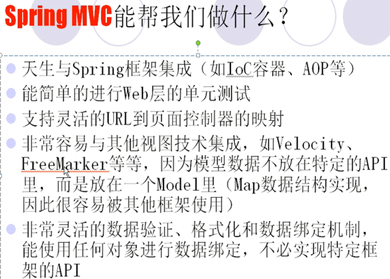 Spring MVC能帮我们做什么？
天生与Spring框架集成（如IoC容器、AOP等）
能简单的进行Web层的单元测试
支持灵活的URL到页面控制器的映射
非常容易与其他视图技术集成，如Velocity、
FreeMarker等等，因为模型数据不放在特定的API
里，而是放在一个Model里（Map数据结构实现，
因此很容易被其他框架使用）
非常灵活的数据验证、格式化和数据绑定机制，
能使用任何对象进行数据绑定，不必实现特定框
架的API